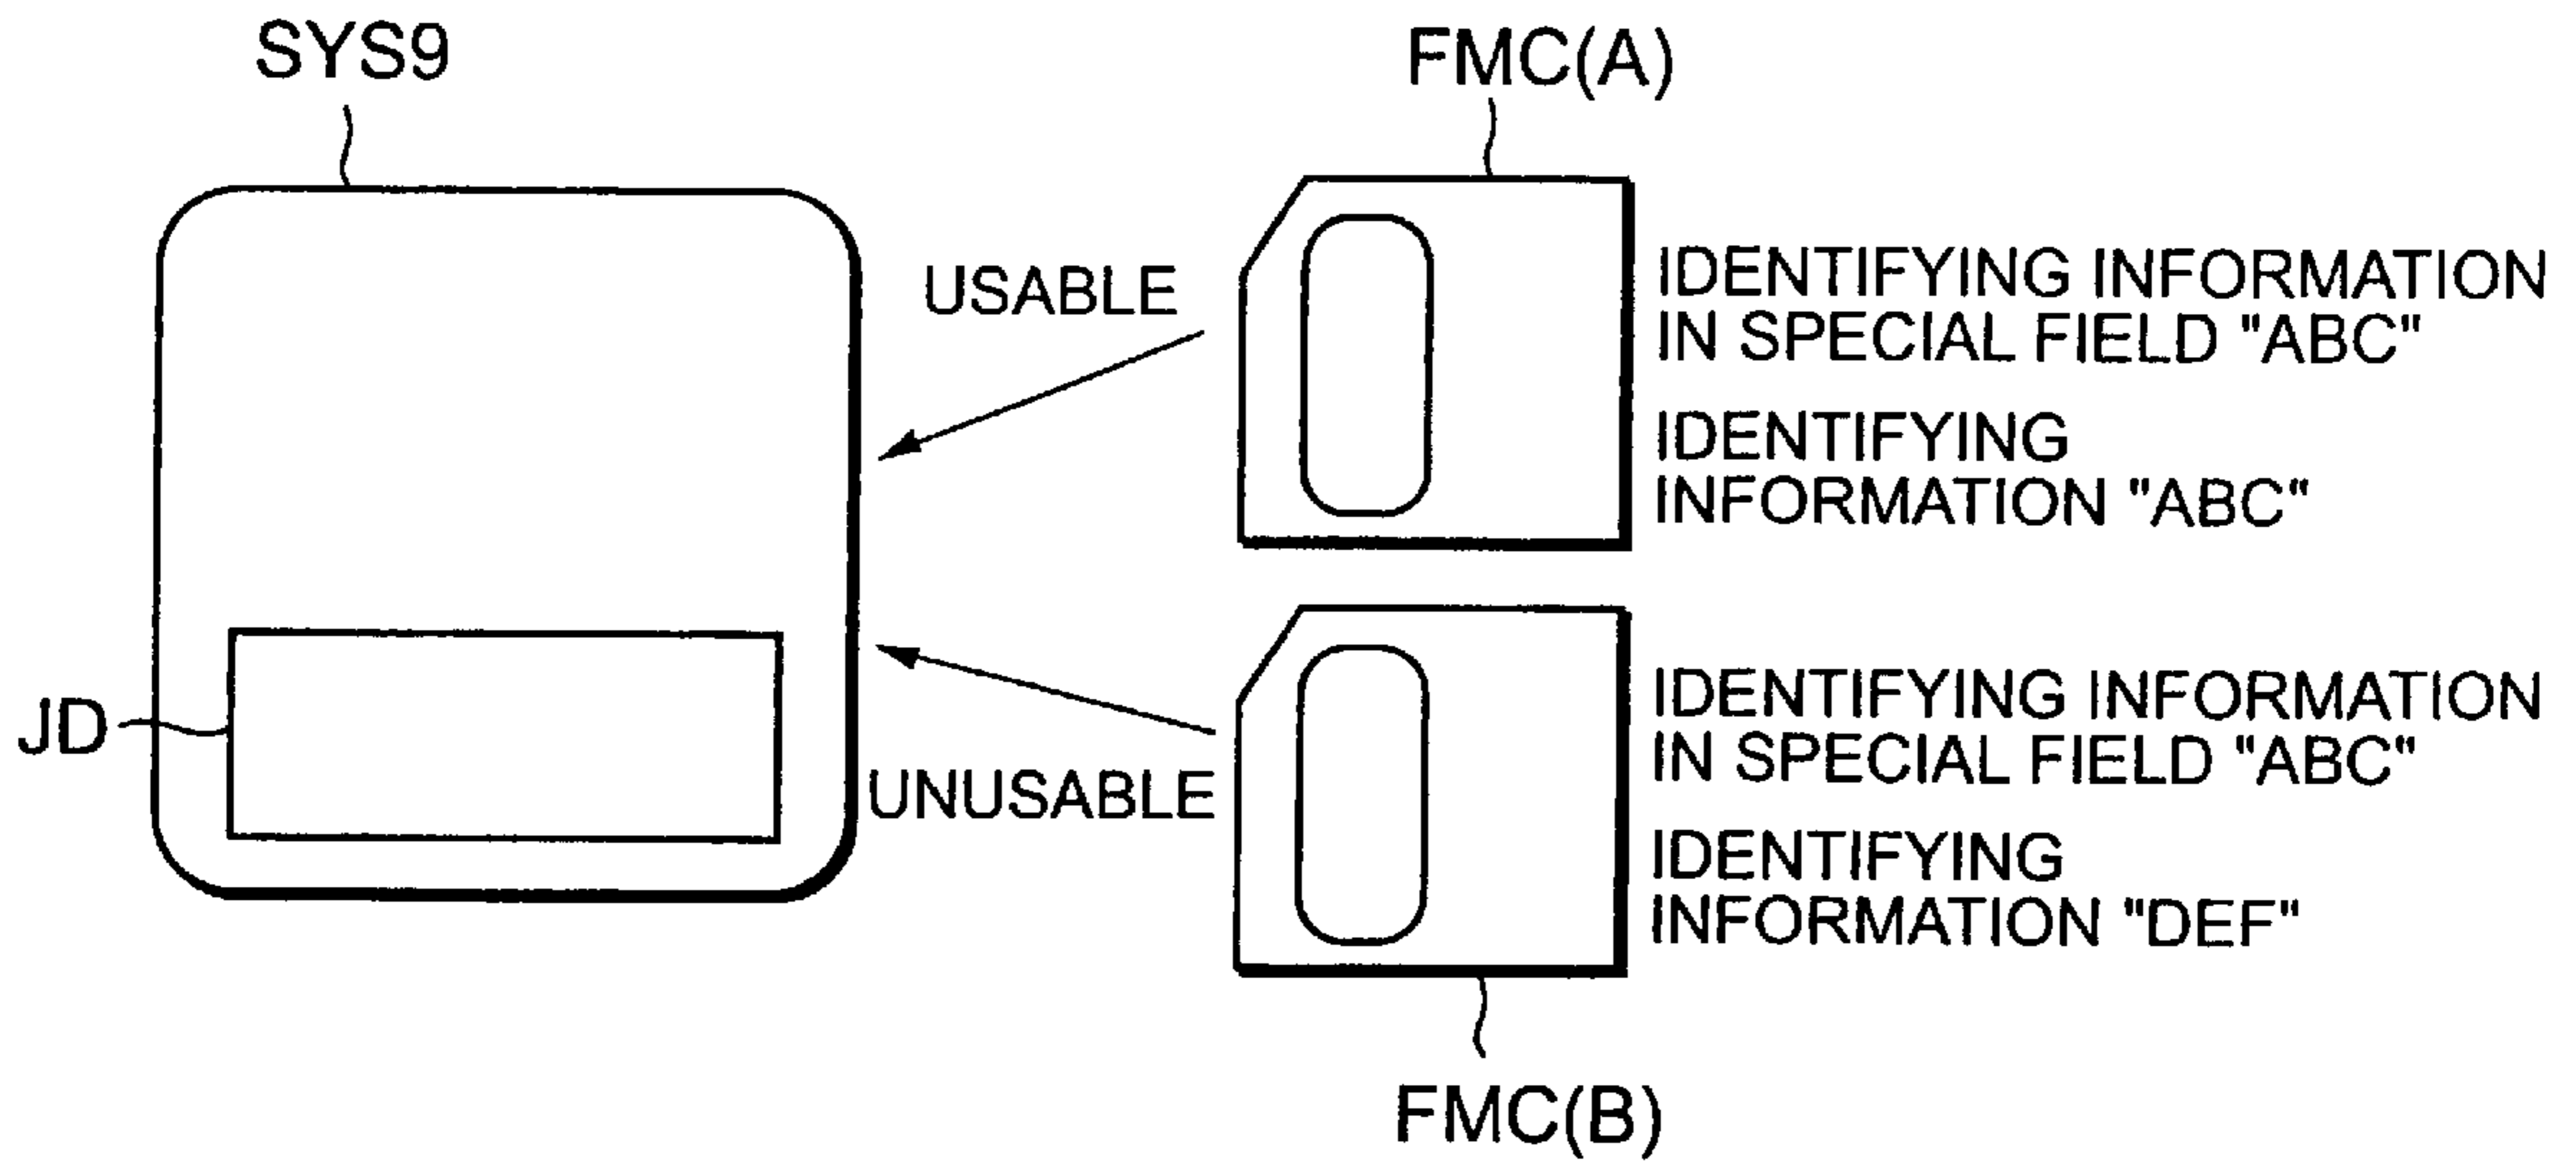 SYS9
FMC(A)
USABLE
IDENTIFYING INFORMATION
IN SPECIAL FIELD "ABC"
IDENTIFYING
INFORMATION "ABC"
JD
UNUSABLE
IDENTIFYING INFORMATION
IN SPECIAL FIELD "ABC"
IDENTIFYING
INFORMATION "DEF"
FMC(B)